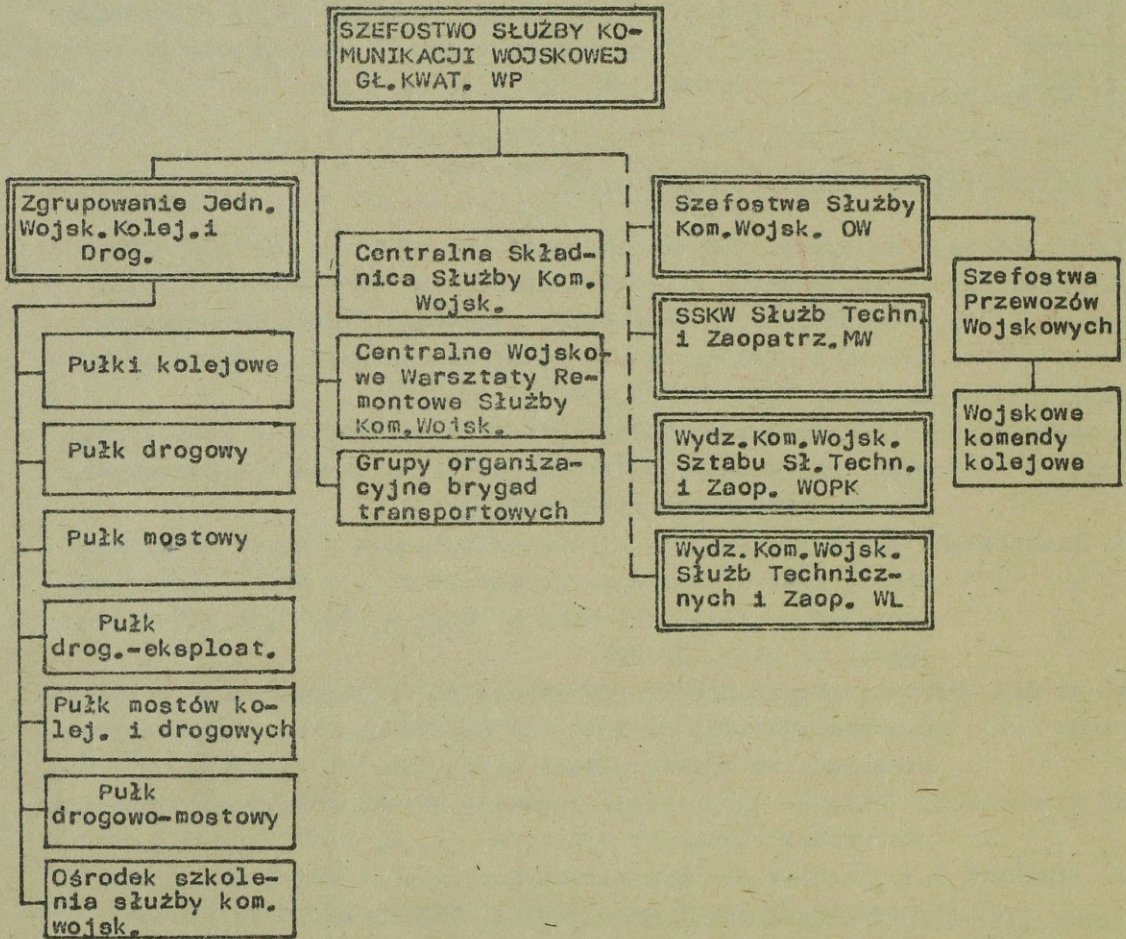 SZEFOSTWO SŁUŻBY KO-
MUNIKACJI WOJSKOWEJ
GŁ.KWAT. WP
Zgrupowanie Jedn.
Wojsk.Kolej.i
Drog.
Pułki kolejowe
Pułk drogowy
Pułk mostowy
Pułk
drog.-eksploat.
Pułk mostów ko-
lej. i drogowych
Pułk
drogowo-mostowy
Ośrodek szkole-
nia służby kom.
wojsk.
Centralna Skład-
nica Służby Kom.
Wojsk.
Centralne Wojsko-
we Warsztaty Re-
montowe Służby
Kom.Wojsk.
Grupy organiza-
cyjne brygad
transportowych
Szefostwa Służby
Kom.Wojsk. OW
SSKW Służb Techn.
i Zaopatrz.MW
Wydz.Kom.Wojsk.
Sztabu Sł.Techn.
i Zaop. WOPK
Wydz.Kom.Wojsk.
Służb Technicz-
nych i Zaop. WL
Szefostwa
Przewozów
Wojskowych
Wojskowe
komendy
kolejowe